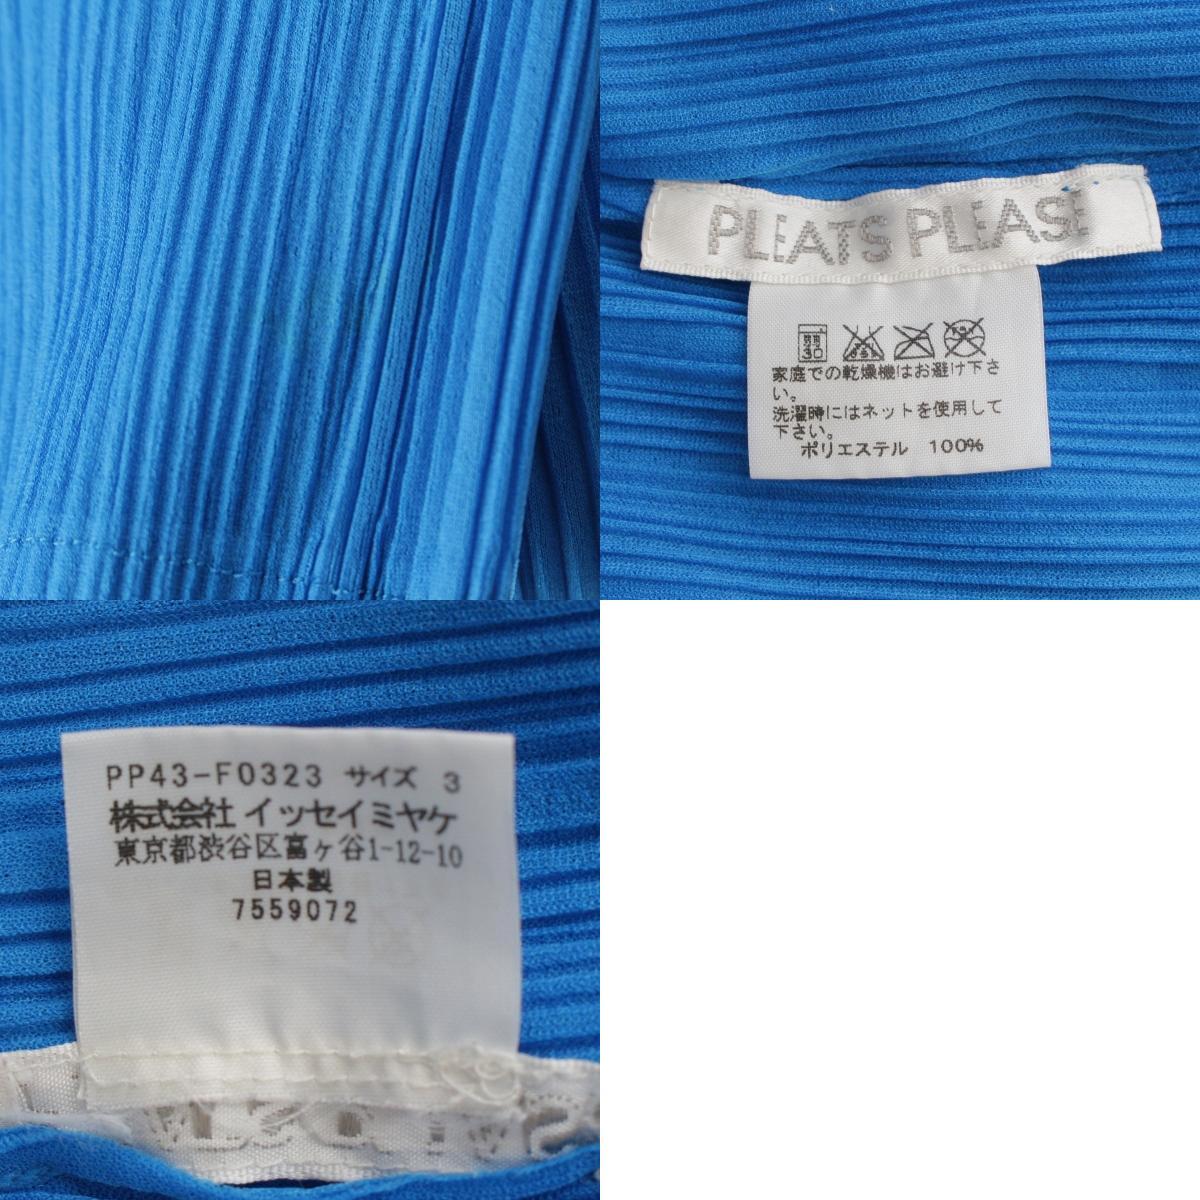 PLEATS PLEASE
30
家庭での乾燥機はお避け下さ
い。
洗濯時にはネットを使用して
下さい。
ポリエステル 100%
PP43-F0323 サイズ 3
株式会社 イッセイミヤケ
東京都渋谷区富ヶ谷1-12-10
日本製
7559072